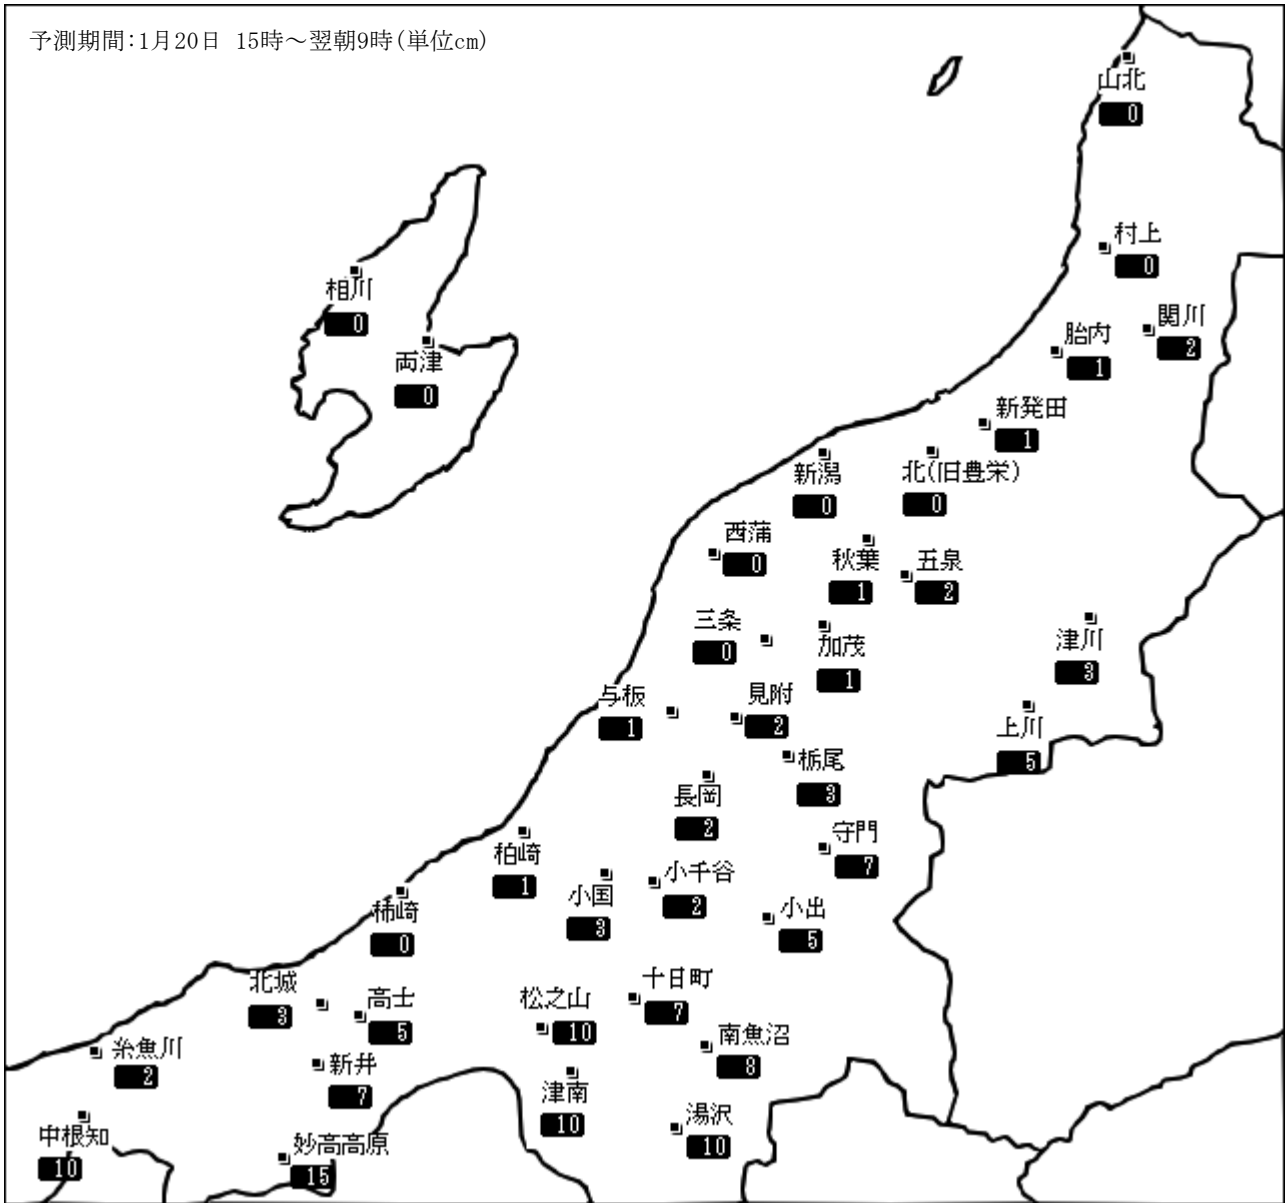 予測期間:1月20日 15時～翌朝9時(単位cm)
山北
0
村上
0
相川
0
関川
2
胎内
1
両津
0
新発田
1
新潟
0
北(旧豊栄)
0
西蒲
0
秋葉
1
五泉
2
三条
0
加茂
1
津川
3
与板
1
見附
2
上川
5
栃尾
3
長岡
2
守門
7
柏崎
1
小国
3
小千谷
2
小出
5
柿崎
0
北城
3
高士
5
松之山
10
十日町
7
南魚沼
8
糸魚川
2
新井
7
津南
10
湯沢
10
中根知
10
妙高高原
15